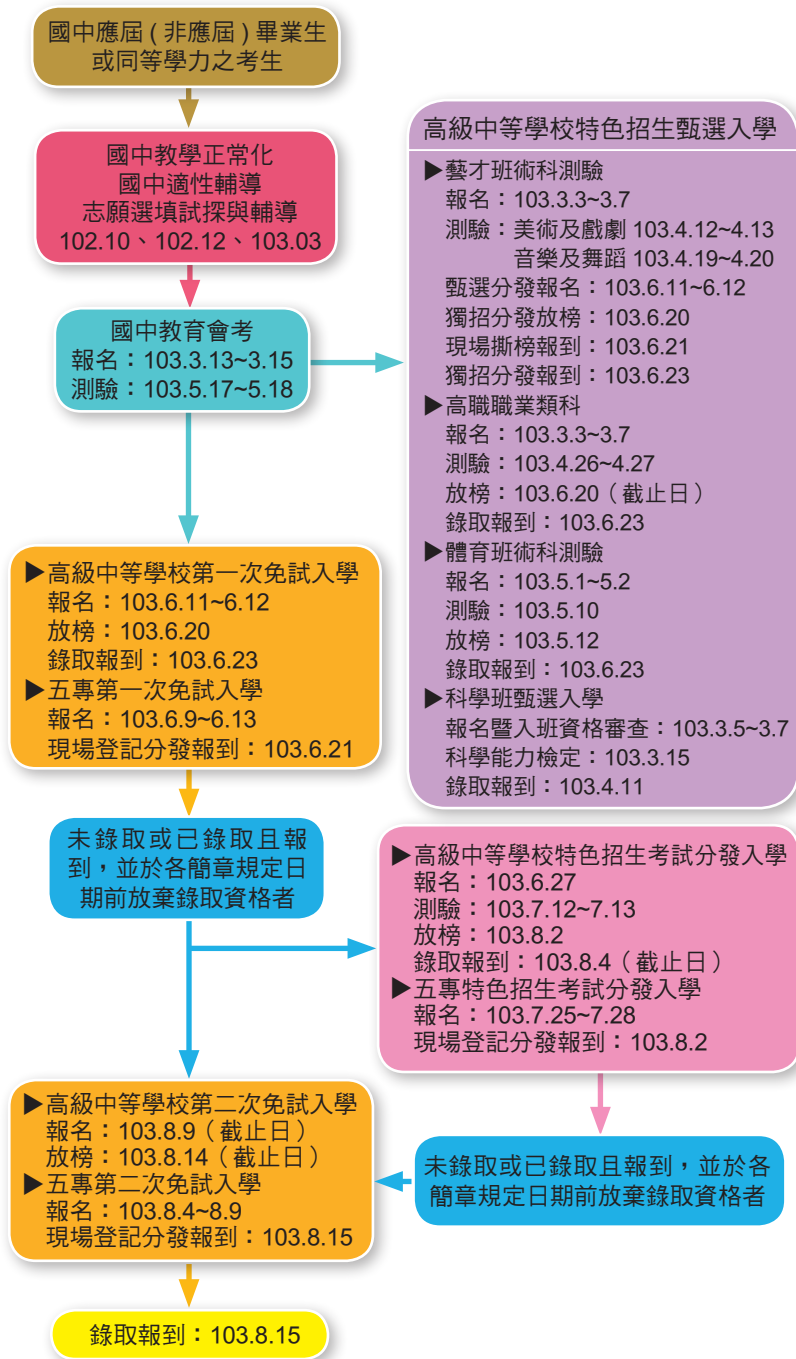 國中應屆(非應屆)畢業生
或同等學力之考生
國中教學正常化
國中適性輔導
志願選填試探與輔導
102.10、102.12、103.03
國中教育會考
報名：103.3.13~3.15
測驗：103.5.17~5.18
高級中等學校特色招生甄選入學
▶藝才班術科測驗
報名：103.3.3~3.7
測驗：美術及戲劇 103.4.12~4.13
音樂及舞蹈 103.4.19~4.20
甄選分發報名：103.6.11~6.12
獨招分發放榜：103.6.20
現場撕榜報到：103.6.21
獨招分發報到：103.6.23
▶高職職業類科
報名：103.3.3~3.7
測驗：103.4.26~4.27
放榜：103.6.20（截止日）
錄取報到：103.6.23
▶體育班術科測驗
報名：103.5.1~5.2
測驗：103.5.10
放榜：103.5.12
錄取報到：103.6.23
▶科學班甄選入學
報名暨入班資格審查：103.3.5~3.7
科學能力檢定：103.3.15
錄取報到：103.4.11
▶高級中等學校第一次免試入學
報名：103.6.11~6.12
放榜：103.6.20
錄取報到：103.6.23
▶五專第一次免試入學
報名：103.6.9~6.13
現場登記分發報到：103.6.21
未錄取或已錄取且報
到，並於各簡章規定日
期前放棄錄取資格者
▶高級中等學校特色招生考試分發入學
報名：103.6.27
測驗：103.7.12~7.13
放榜：103.8.2
錄取報到：103.8.4（截止日）
▶五專特色招生考試分發入學
報名：103.7.25~7.28
現場登記分發報到：103.8.2
未錄取或已錄取且報到，並於各
簡章規定日期前放棄錄取資格者
▶高級中等學校第二次免試入學
報名：103.8.9（截止日）
放榜：103.8.14（截止日）
▶五專第二次免試入學
報名：103.8.4~8.9
現場登記分發報到：103.8.15
錄取報到：103.8.15